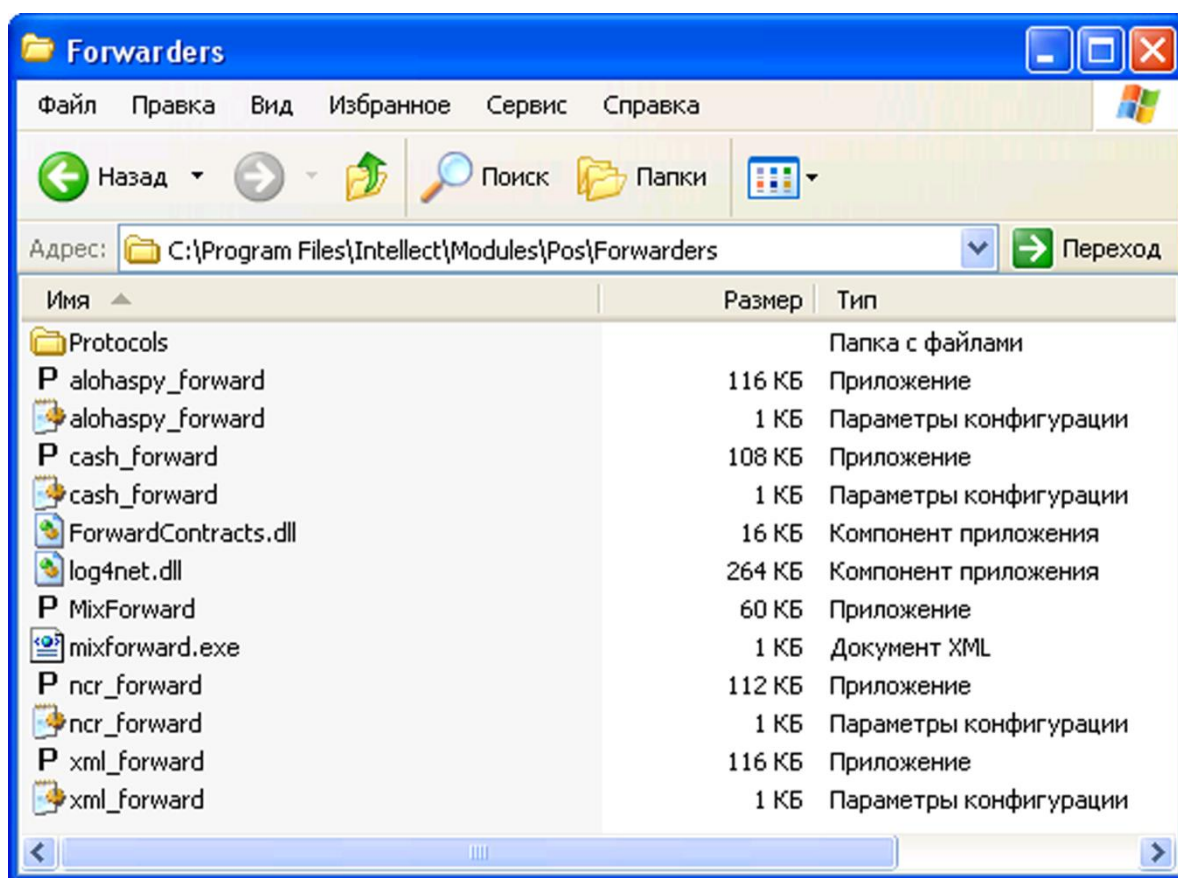 Forwarders
Файл Правка Вид Избранное Сервис Справка
Назад Поиск Папки
Адрес: C:\Program Files\Intellect\Modules\Pos\Forwarders Переход
Имя Размер Тип
Protocols Папка с файлами
P alohaspy_forward 116 КБ Приложение
alohaspy_forward 1 КБ Параметры конфигурации
P cash_forward 108 КБ Приложение
cash_forward 1 КБ Параметры конфигурации
ForwardContracts.dll 16 КБ Компонент приложения
log4net.dll 264 КБ Компонент приложения
P MixForward 60 КБ Приложение
mixforward.exe 1 КБ Документ XML
P ncr_forward 112 КБ Приложение
ncr_forward 1 КБ Параметры конфигурации
P xml_forward 116 КБ Приложение
xml_forward 1 КБ Параметры конфигурации